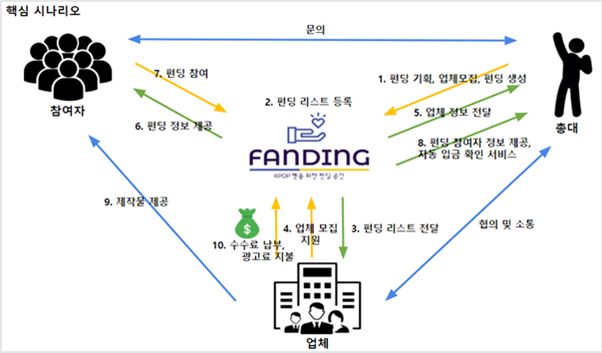 핵심 시나리오
문의
7. 펀딩 참여
1. 펀딩 기획, 업체모집, 펀딩 생성
참여자
2. 펀딩 리스트 등록
5. 업체 정보 전달
총대
6. 펀딩 정보 제공
8. 펀딩 참여자 정보 제공,
자동 입금 확인 서비스
FANDING
KPOP 팬을 위한 펀딩 공간
9. 제작물 제공
4. 업체 모집
지원
3. 펀딩 리스트 전달
협의 및 소통
10. 수수료 납부,
광고료 지불
업체